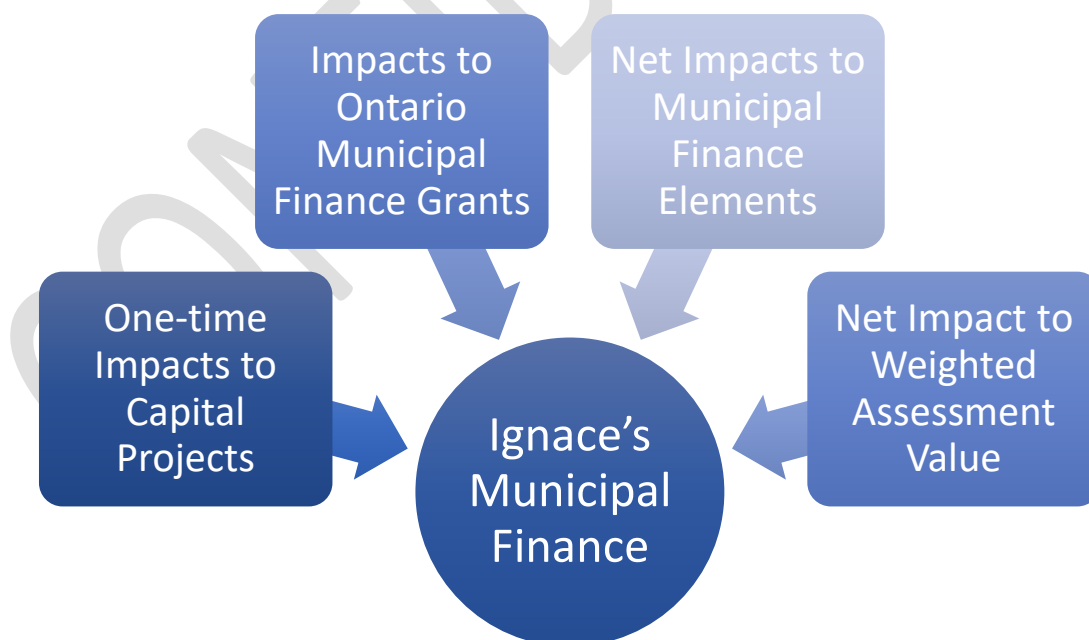 Impacts to
Ontario
Municipal
Finance Grants
Net Impacts to
Municipal
Finance
Elements
One-time
Impacts to
Capital
Projects
Net Impact to
Weighted
Assessment
Value
Ignace's
Municipal
Finance